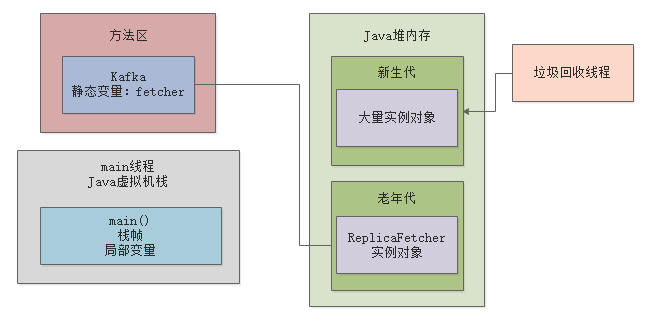 方法区
Kafka
静态变量：fetcher
main线程
Java虚拟机栈
main()
栈帧
局部变量
Java堆内存
新生代
大量实例对象
老年代
ReplicaFetcher
实例对象
垃圾回收线程